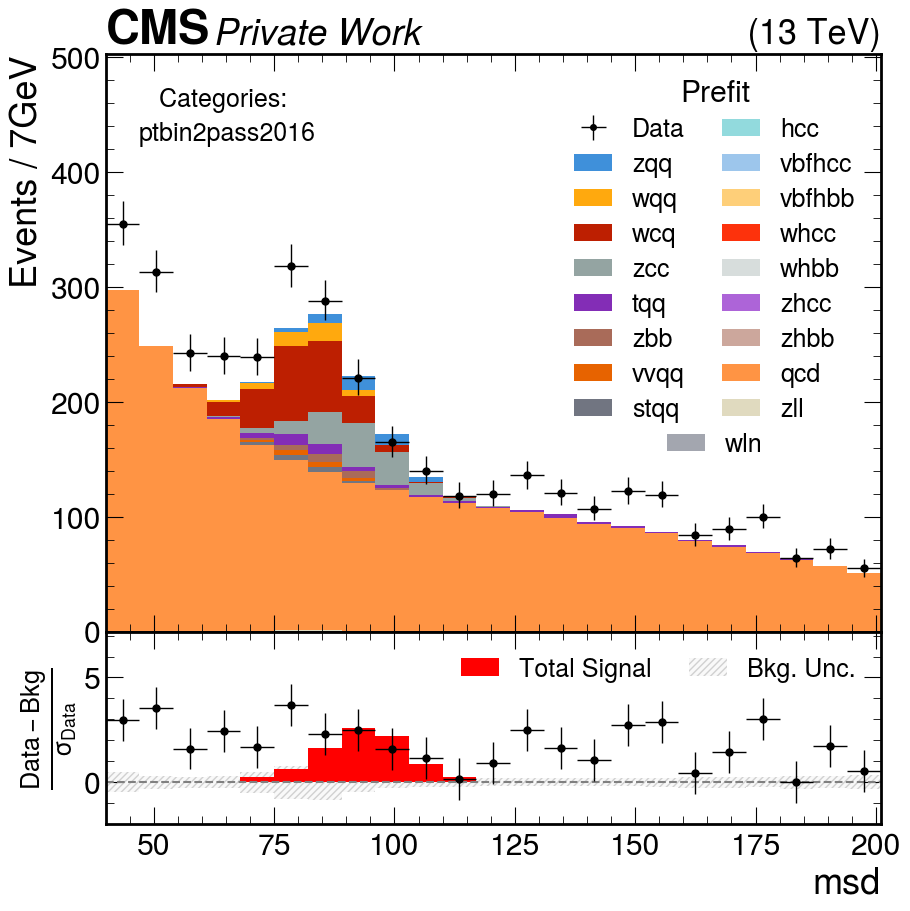 CMS Private Work (13 TeV)
Events / 7GeV
500
400
300
200
100
0
Categories:
ptbin2pass2016
Prefit
Data hcc
zqq vbfhcc
wqq vbfhbb
wcq whcc
zcc whbb
tqq zhcc
zbb zhbb
vvqq qcd
stqq zll
wln
Data – Bkg
σData
5
0
Total Signal Bkg. Unc.
50 75 100 125 150 175 200
msd